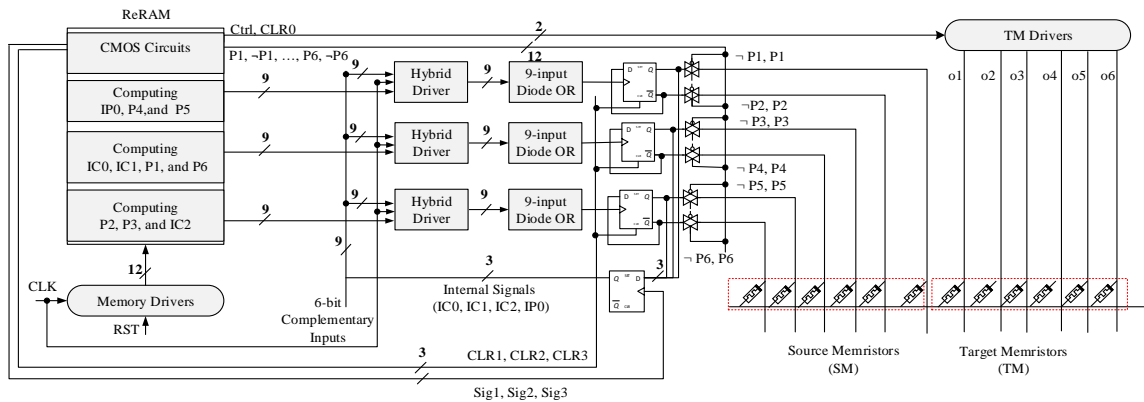 ReRAM
Ctrl, CLR0
2
CMOS Circuits
P1, ¬P1, …, P6, ¬P6
12
TM Drivers
Computing
IP0, P4,and P5
9
9
Hybrid
Driver
9
9-input
Diode OR
D
Q
Q
¬ P1, P1
¬P2, P2
o1
o2
o3
o4
o5
o6
Computing
IC0, IC1, P1, and P6
9
9
Hybrid
Driver
9
9-input
Diode OR
D
Q
Q
¬ P3, P3
¬P4, P4
Computing
P2, P3, and IC2
9
9
Hybrid
Driver
9
9-input
Diode OR
D
Q
Q
¬ P5, P5
¬ P6, P6
9
12
CLK
Memory Drivers
RST
3
Internal Signals
(IC0, IC1, IC2, IP0)
3
Q
D
Q
6-bit
Complementary
Inputs
3
CLR1, CLR2, CLR3
Sig1, Sig2, Sig3
Source Memristors
(SM)
Target Memristors
(TM)